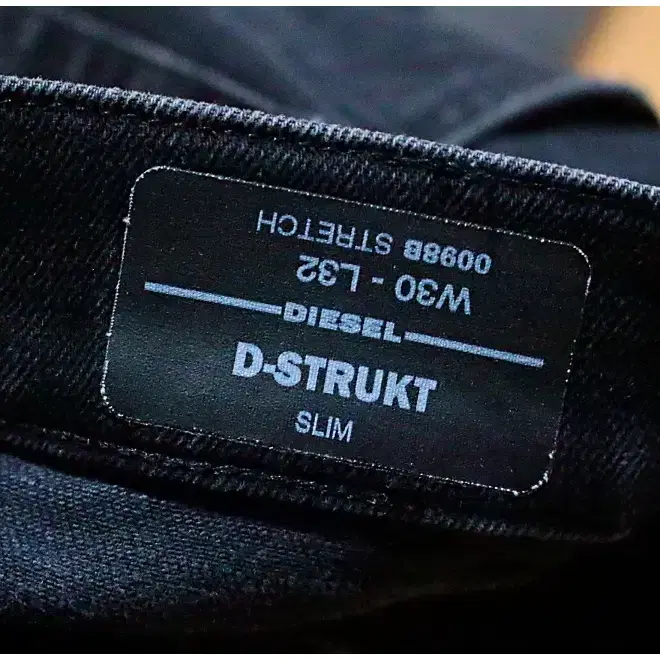 0098B STRETCH
W30 - L32
DIESEL
D-STRUKT
SLIM